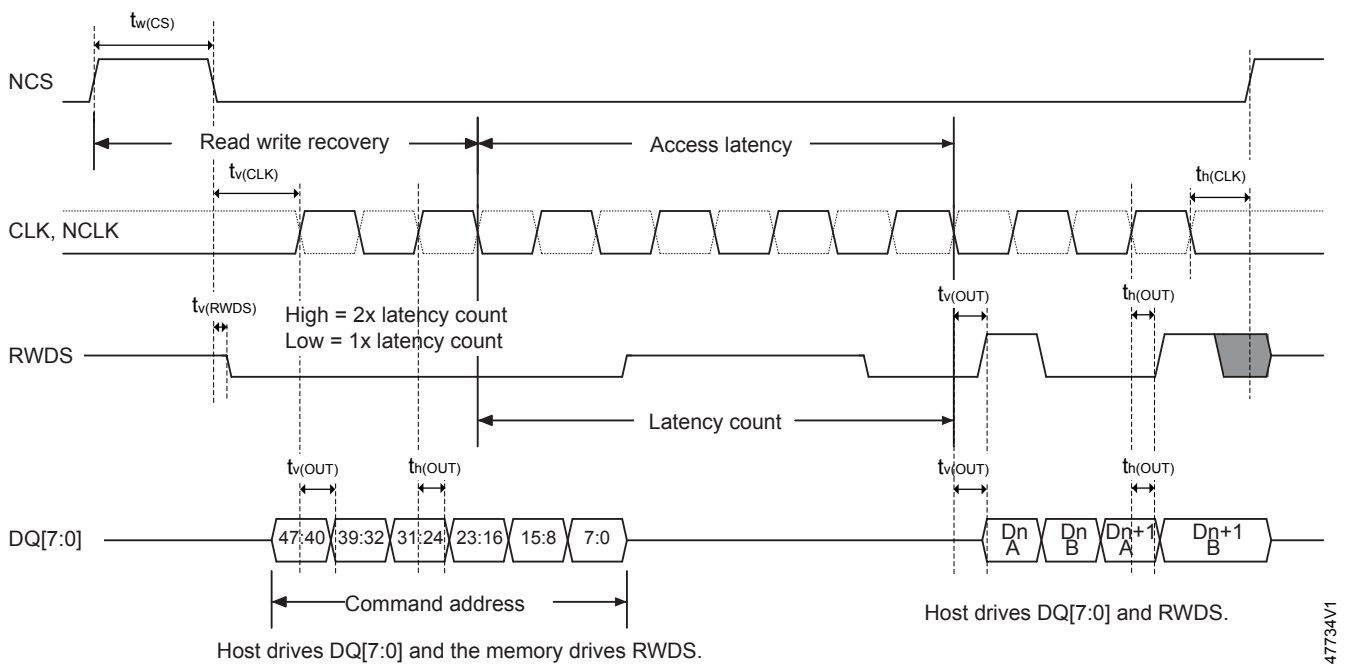 tw(CS)
NCS
Read write recovery
Access latency
tv(CLK)
th(CLK)
CLK, NCLK
tv(RWDS)
High = 2x latency count
Low = 1x latency count
tv(OUT)
th(OUT)
RWDS
Latency count
tv(OUT)
th(OUT)
tv(OUT)
th(OUT)
DQ[7:0]
47:40
39:32
31:24
23:16
15:8
7:0
Dn
A
Dn
B
Dn+1
A
Dn+1
B
Command address
Host drives DQ[7:0] and RWDS.
Host drives DQ[7:0] and the memory drives RWDS.
47734V1